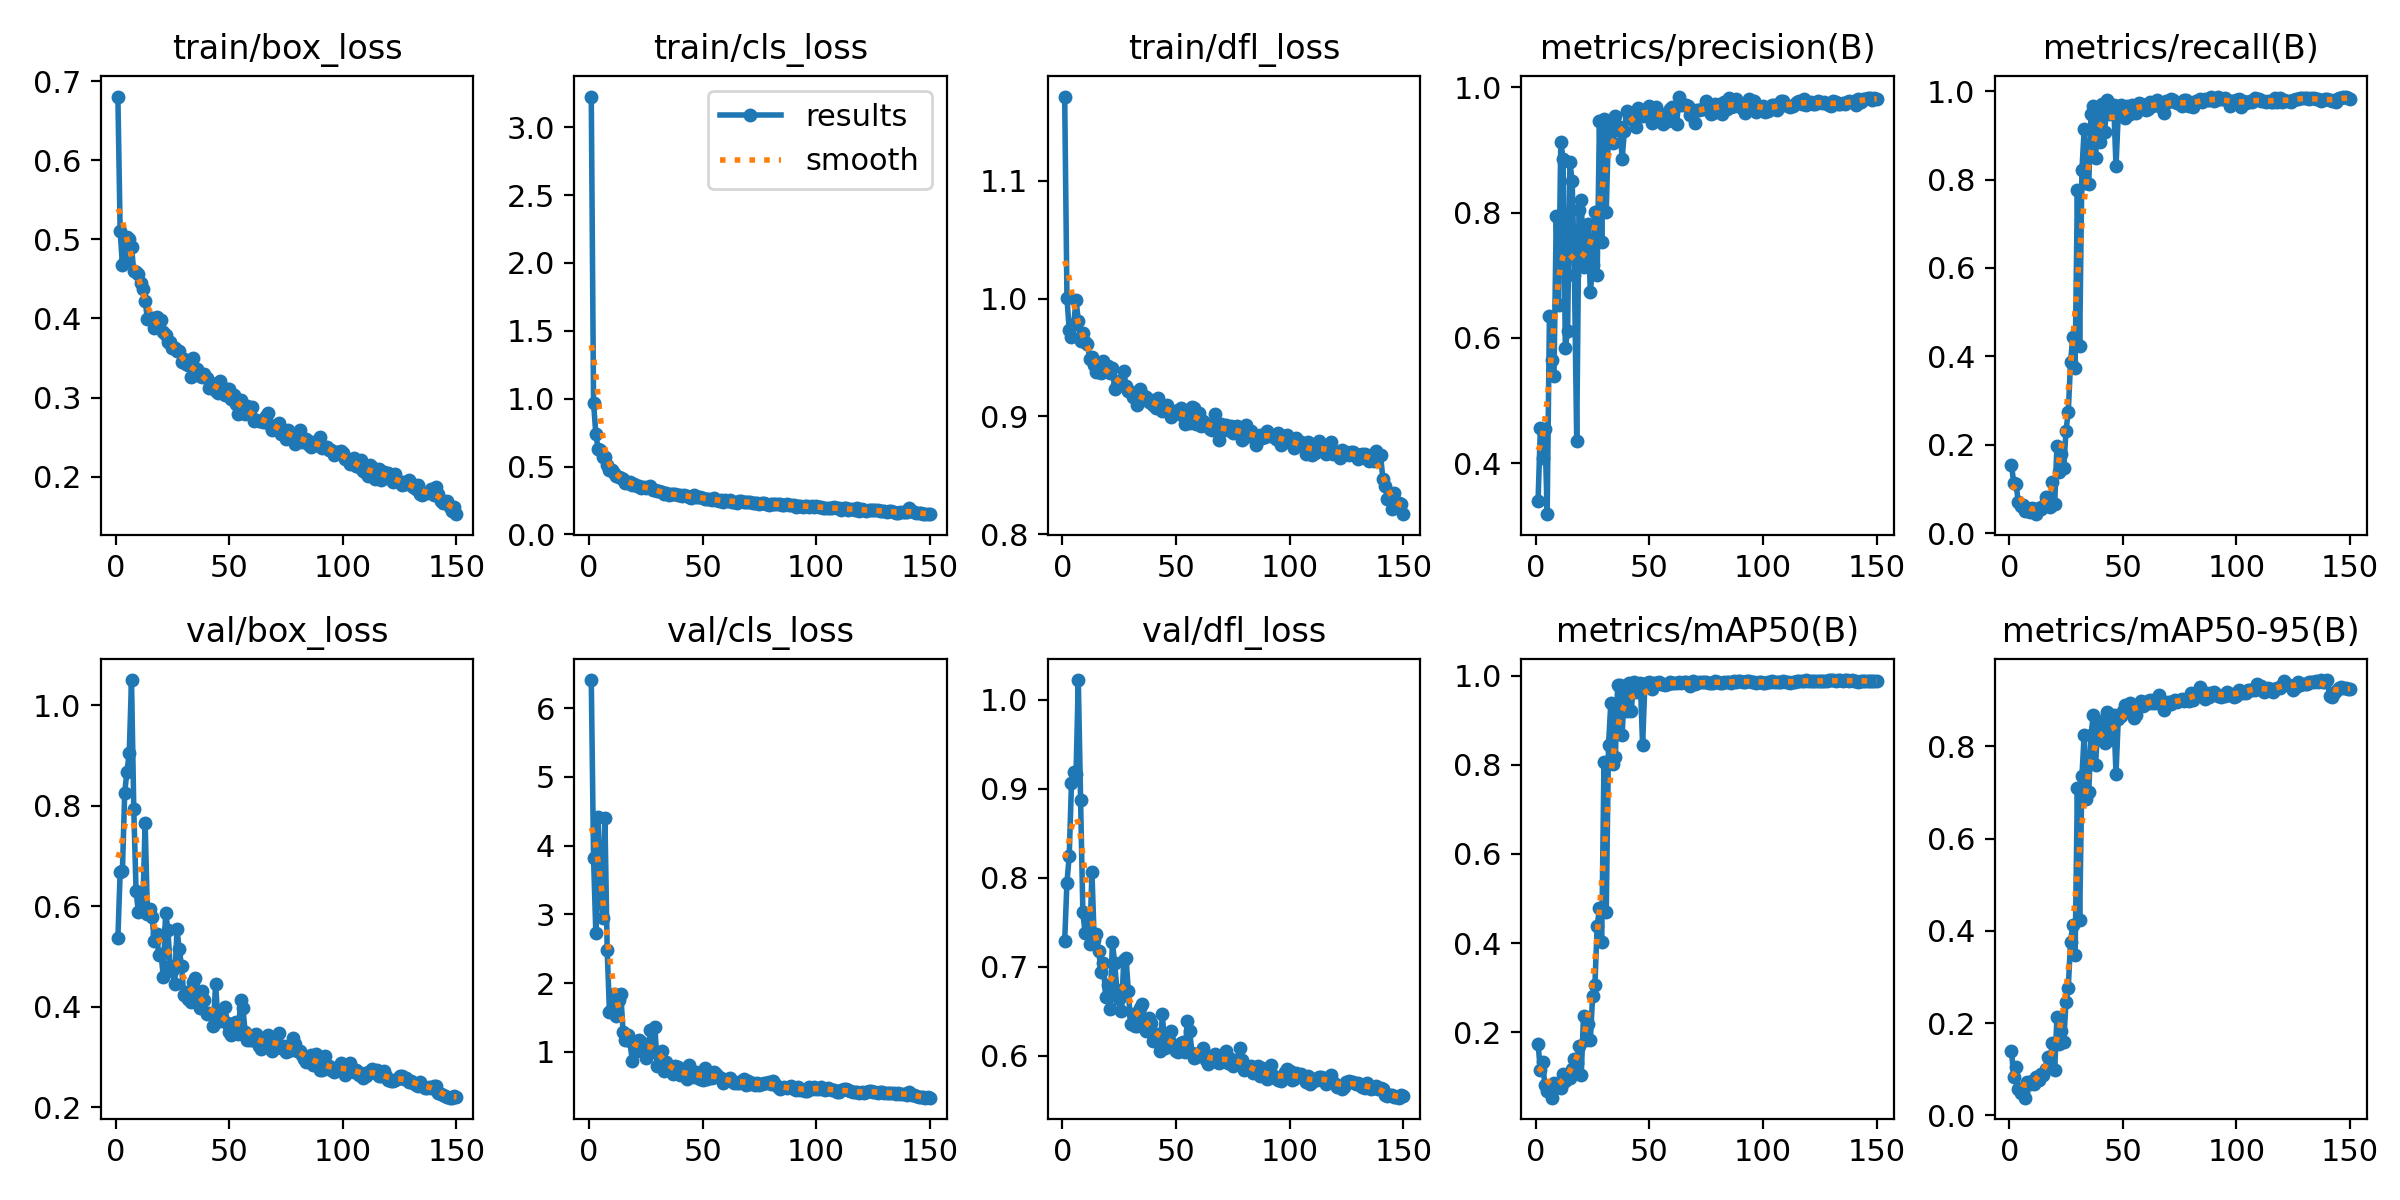 train/box_loss
train/cls_loss
train/dfl_loss
metrics/precision(B)
metrics/recall(B)
0.7
0.6
0.5
0.4
0.3
0.2
0 50 100 150
3.0
2.5
2.0
1.5
1.0
0.5
0.0
0 50 100 150
results
smooth
1.1
1.0
0.9
0.8
0 50 100 150
1.0
0.8
0.6
0.4
0 50 100 150
1.0
0.8
0.6
0.4
0.2
0.0
0 50 100 150
val/box_loss
val/cls_loss
val/dfl_loss
metrics/mAP50(B)
metrics/mAP50-95(B)
1.0
0.8
0.6
0.4
0.2
0 50 100 150
6
5
4
3
2
1
0 50 100 150
1.0
0.9
0.8
0.7
0.6
0 50 100 150
1.0
0.8
0.6
0.4
0.2
0 50 100 150
0.8
0.6
0.4
0.2
0.0
0 50 100 150